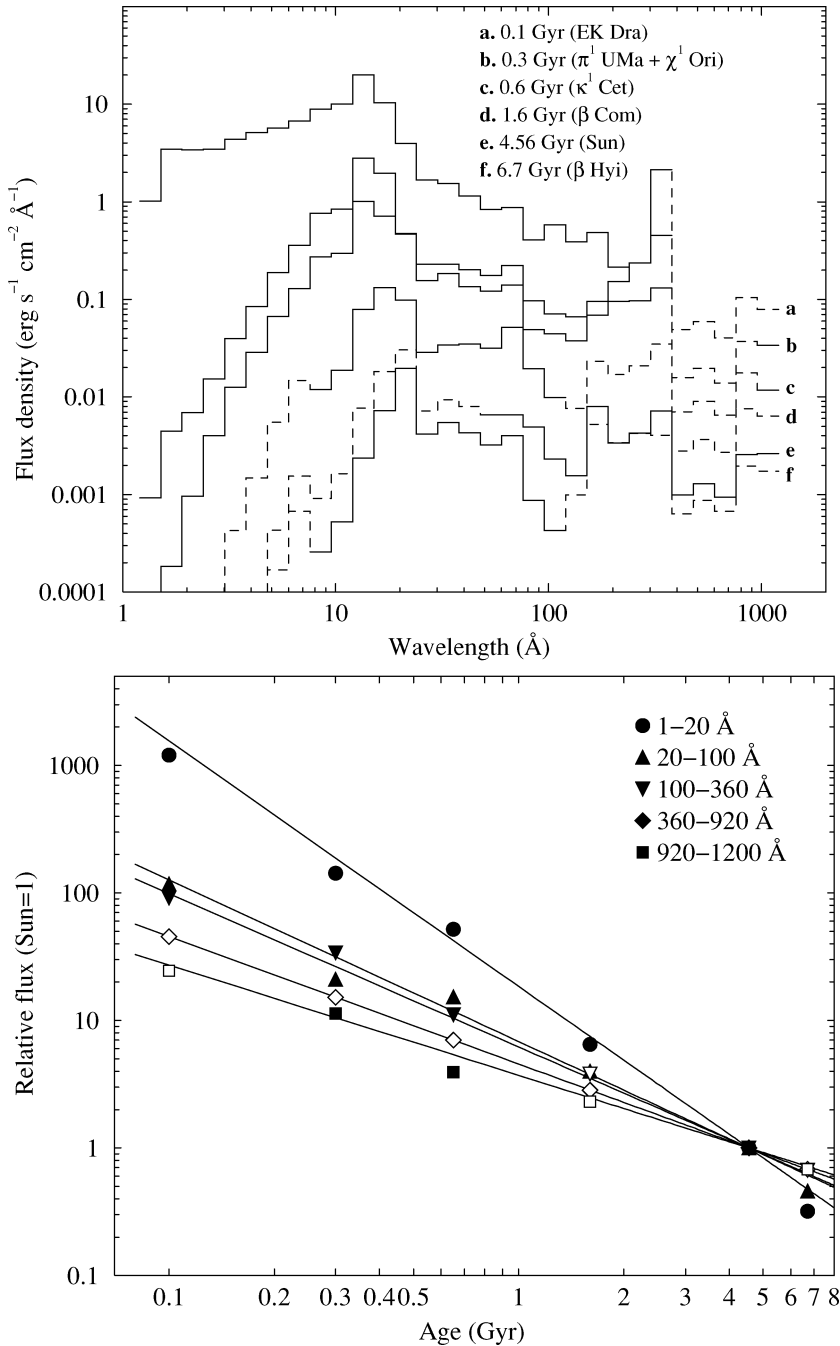 a. 0.1 Gyr (EK Dra)
b. 0.3 Gyr (π¹ UMa + χ¹ Ori)
c. 0.6 Gyr (κ¹ Cet)
d. 1.6 Gyr (β Com)
e. 4.56 Gyr (Sun)
f. 6.7 Gyr (β Hyi)
Flux density (erg s⁻¹ cm⁻² Å⁻¹)
10
1
0.1
0.01
0.001
0.0001
a
b
c
d
e
f
1 10 100 1000
Wavelength (Å)
1–20 Å
20–100 Å
100–360 Å
360–920 Å
920–1200 Å
Relative flux (Sun=1)
1000
100
10
1
0.1
0.1 0.2 0.3 0.4 0.5 1 2 3 4 5 6 7 8
Age (Gyr)